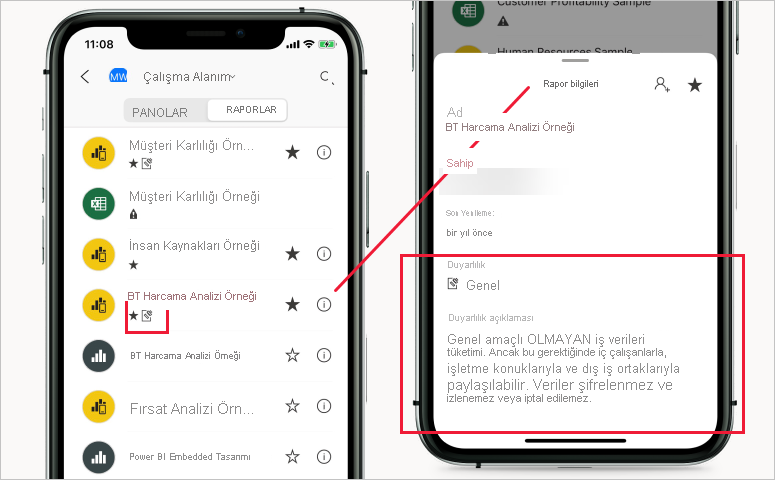 11:08
MW
Çalışma Alanım
PANOLAR
RAPORLAR
Müşteri Karlılığı Örn...
Müşteri Karlılığı Örneği
İnsan Kaynakları Örneği
BT Harcama Analizi Örneği
BT Harcama Analizi Örneği
Fırsat Analizi Örn...
Power BI Embedded Tasarımı
Customer Profitability Sample
Human Resources Sample
Rapor bilgileri
Ad
BT Harcama Analizi Örneği
Sahip
Son Yenileme:
bir yıl önce
Duyarlılık
Genel
Duyarlılık açıklaması
Genel amaçlı OLMAYAN iş verileri
tüketimi. Ancak bu gerektiğinde iç çalışanlarla,
işletme konuklarıyla ve dış iş ortaklarıyla
paylaşılabilir. Veriler şifrelenmez ve
izlenemez veya iptal edilemez.